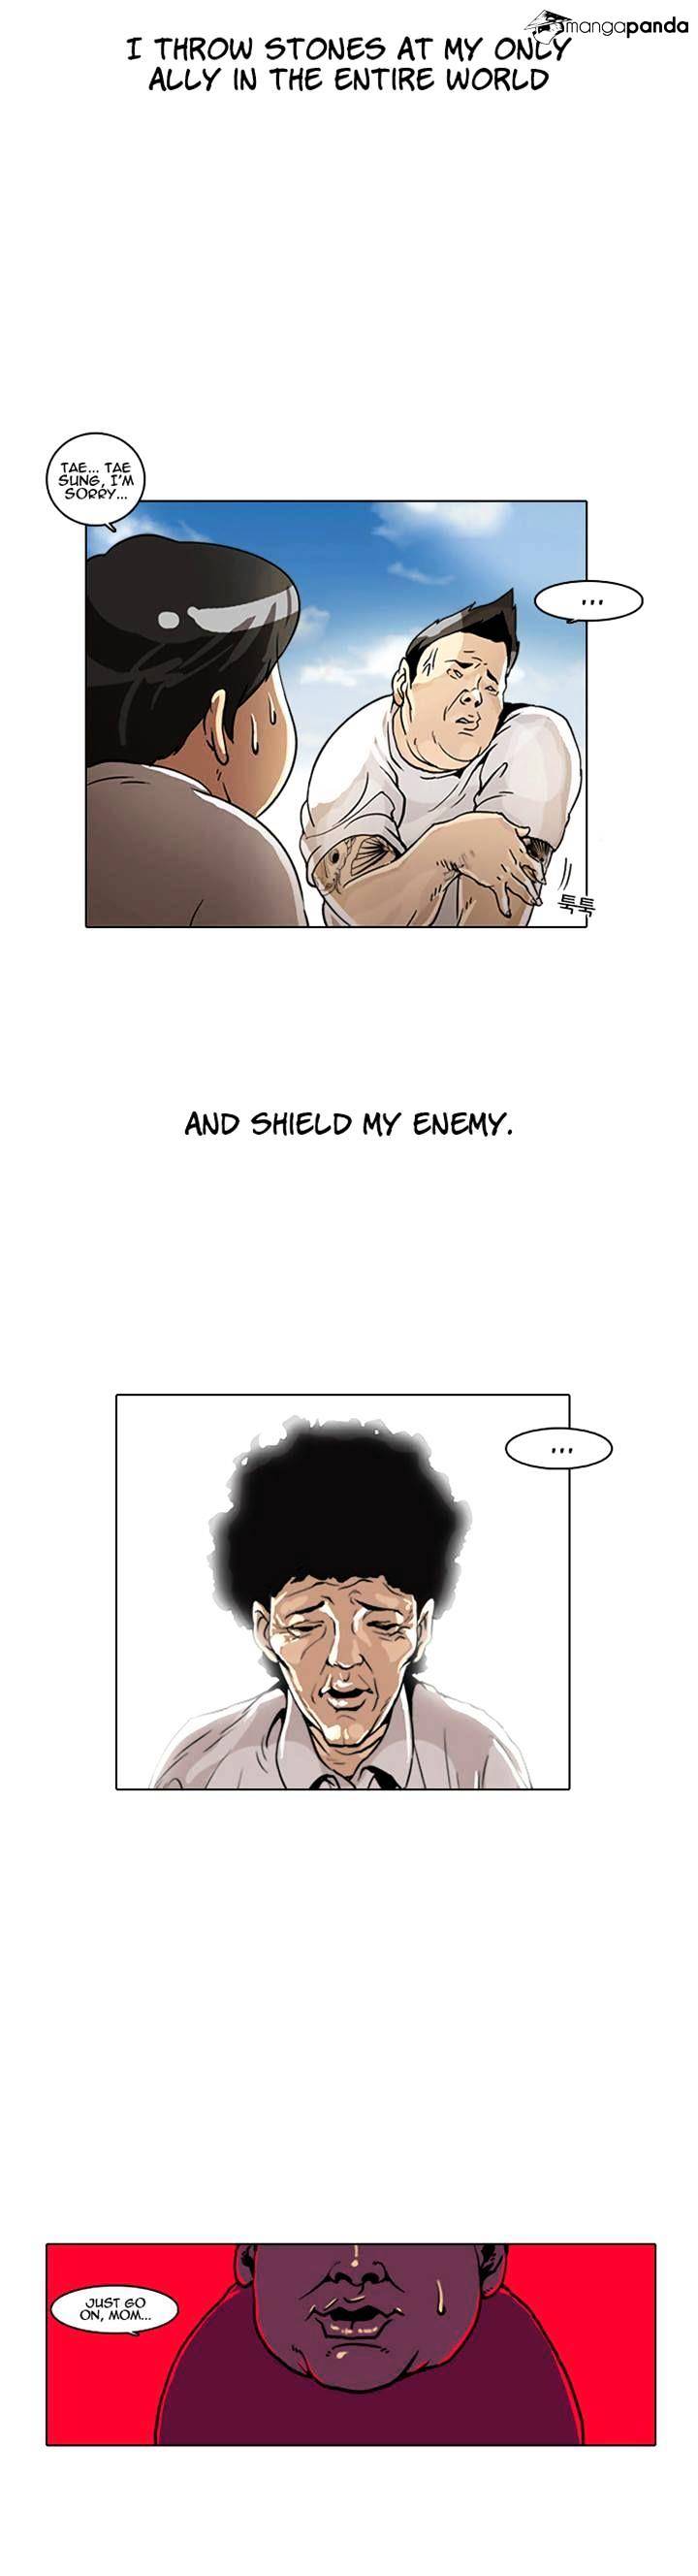 mangapanda
I THROW STONES AT MY ONLY
ALLY IN THE ENTIRE WORLD
TAE... TAE
SUNG, I'M
SORRY...
...
툭툭
AND SHIELD MY ENEMY.
...
JUST GO
ON, MOM...